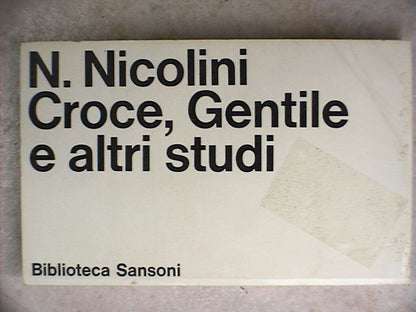 N. Nicolini
Croce, Gentile
e altri studi
Biblioteca Sansoni